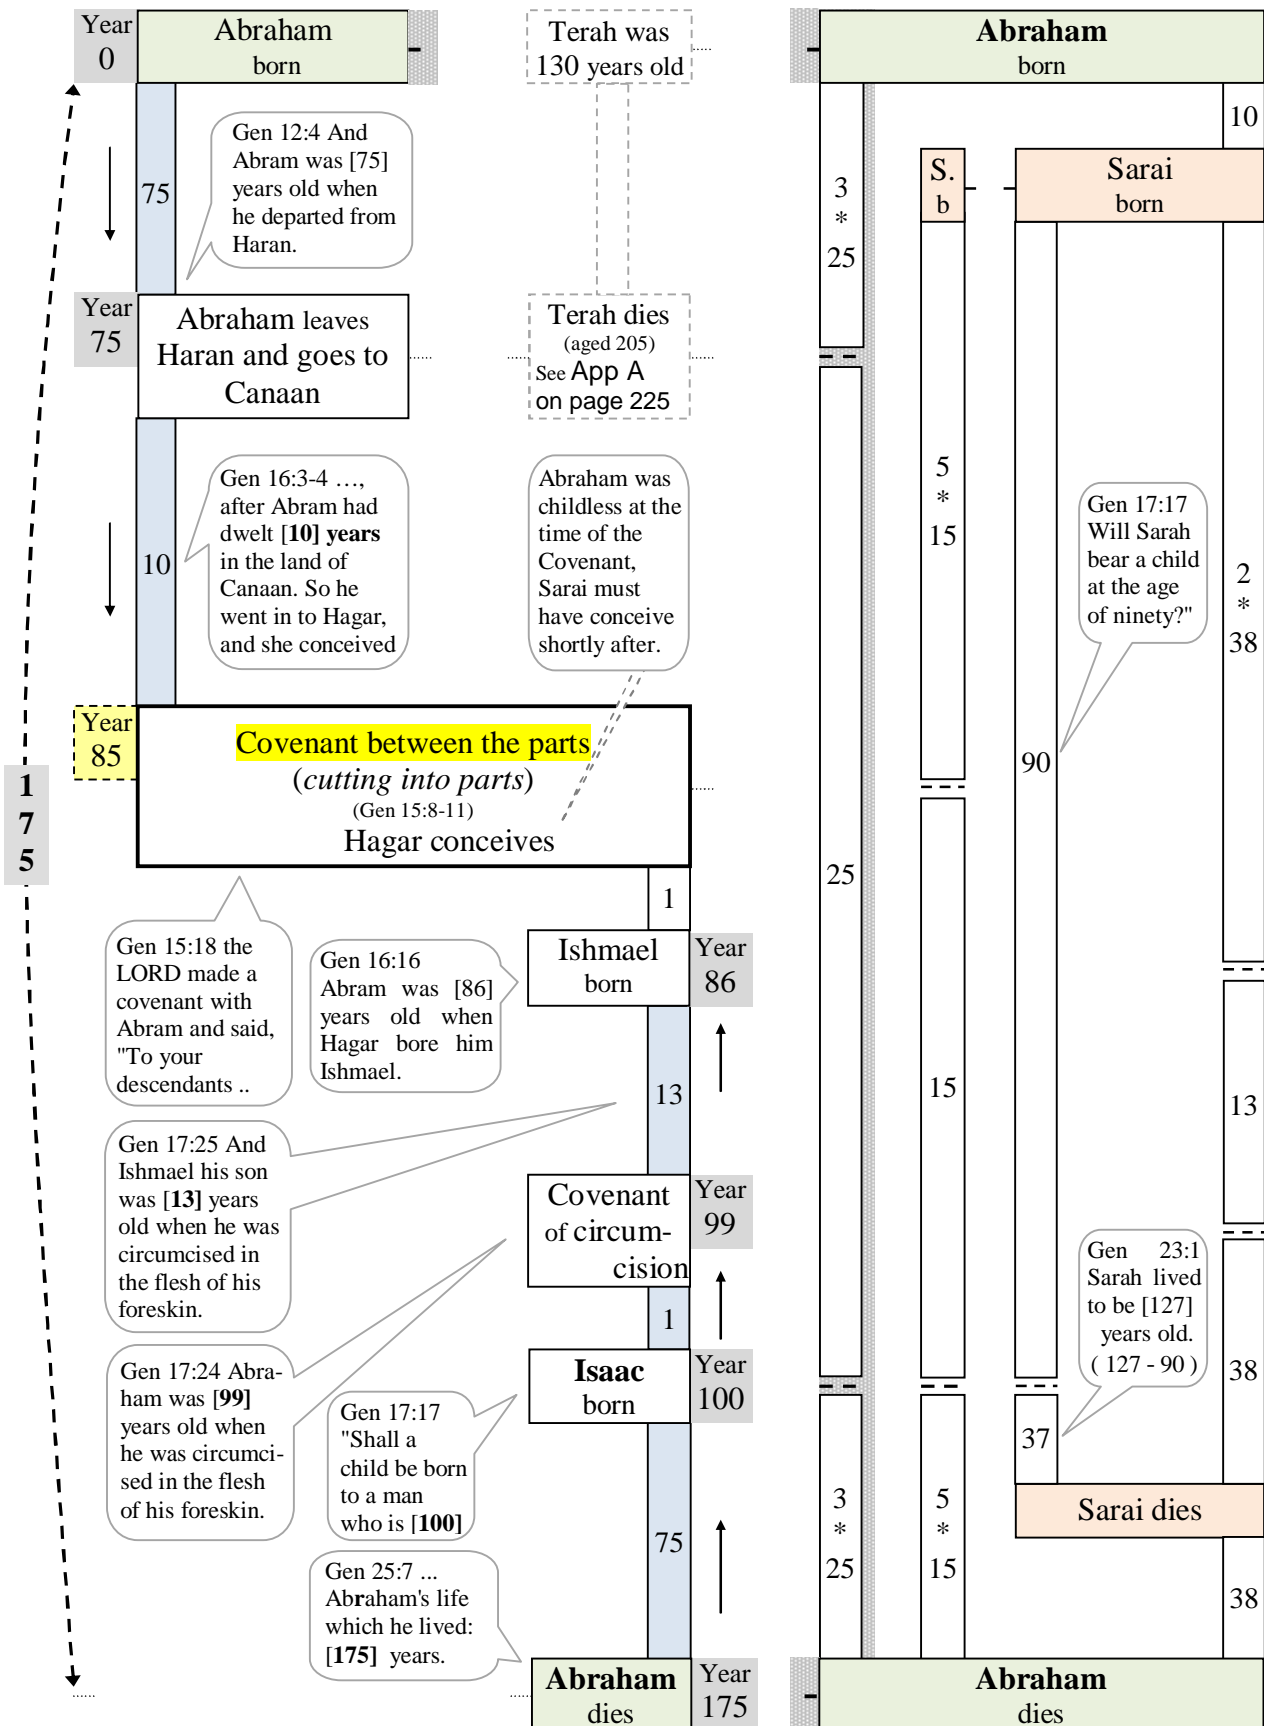 Year
0
Abraham
born
Terah was
130 years old
75
Gen 12:4 And
Abram was [75]
years old when
he departed from
Haran.
Year
75
Abraham leaves
Haran and goes to
Canaan
Terah dies
(aged 205)
See App A
on page 225
10
Gen 16:3-4 …,
after Abram had
dwelt [10] years
in the land of
Canaan. So he
went in to Hagar,
and she conceived
Abraham was
childless at the
time of the
Covenant,
Sarai must
have conceive
shortly after.
Year
85
Covenant between the parts
(cutting into parts)
(Gen 15:8-11)
Hagar conceives
1
7
5
1
Gen 15:18 the
LORD made a
covenant with
Abram and said,
"To your
descendants ..
Gen 16:16
Abram was [86]
years old when
Hagar bore him
Ishmael.
Ishmael
born
Year
86
13
Gen 17:25 And
Ishmael his son
was [13] years
old when he was
circumcised in
the flesh of his
foreskin.
Covenant
of circum-
cision
Year
99
1
Gen 17:24 Abra-
ham was [99]
years old when
he was circumci-
sed in the flesh
of his foreskin.
Gen 17:17
"Shall a
child be born
to a man
who is [100]
Isaac
born
Year
100
75
Gen 25:7 ...
Abraham's life
which he lived:
[175] years.
Abraham
dies
Year
175
Abraham
born
10
3
*
25
S.
b
Sarai
born
5
*
15
Gen 17:17
Will Sarah
bear a child
at the age
of ninety?"
2
*
38
90
25
15
13
Gen 23:1
Sarah lived
to be [127]
years old.
( 127 - 90 )
38
37
3
*
25
5
*
15
Sarai dies
38
Abraham
dies